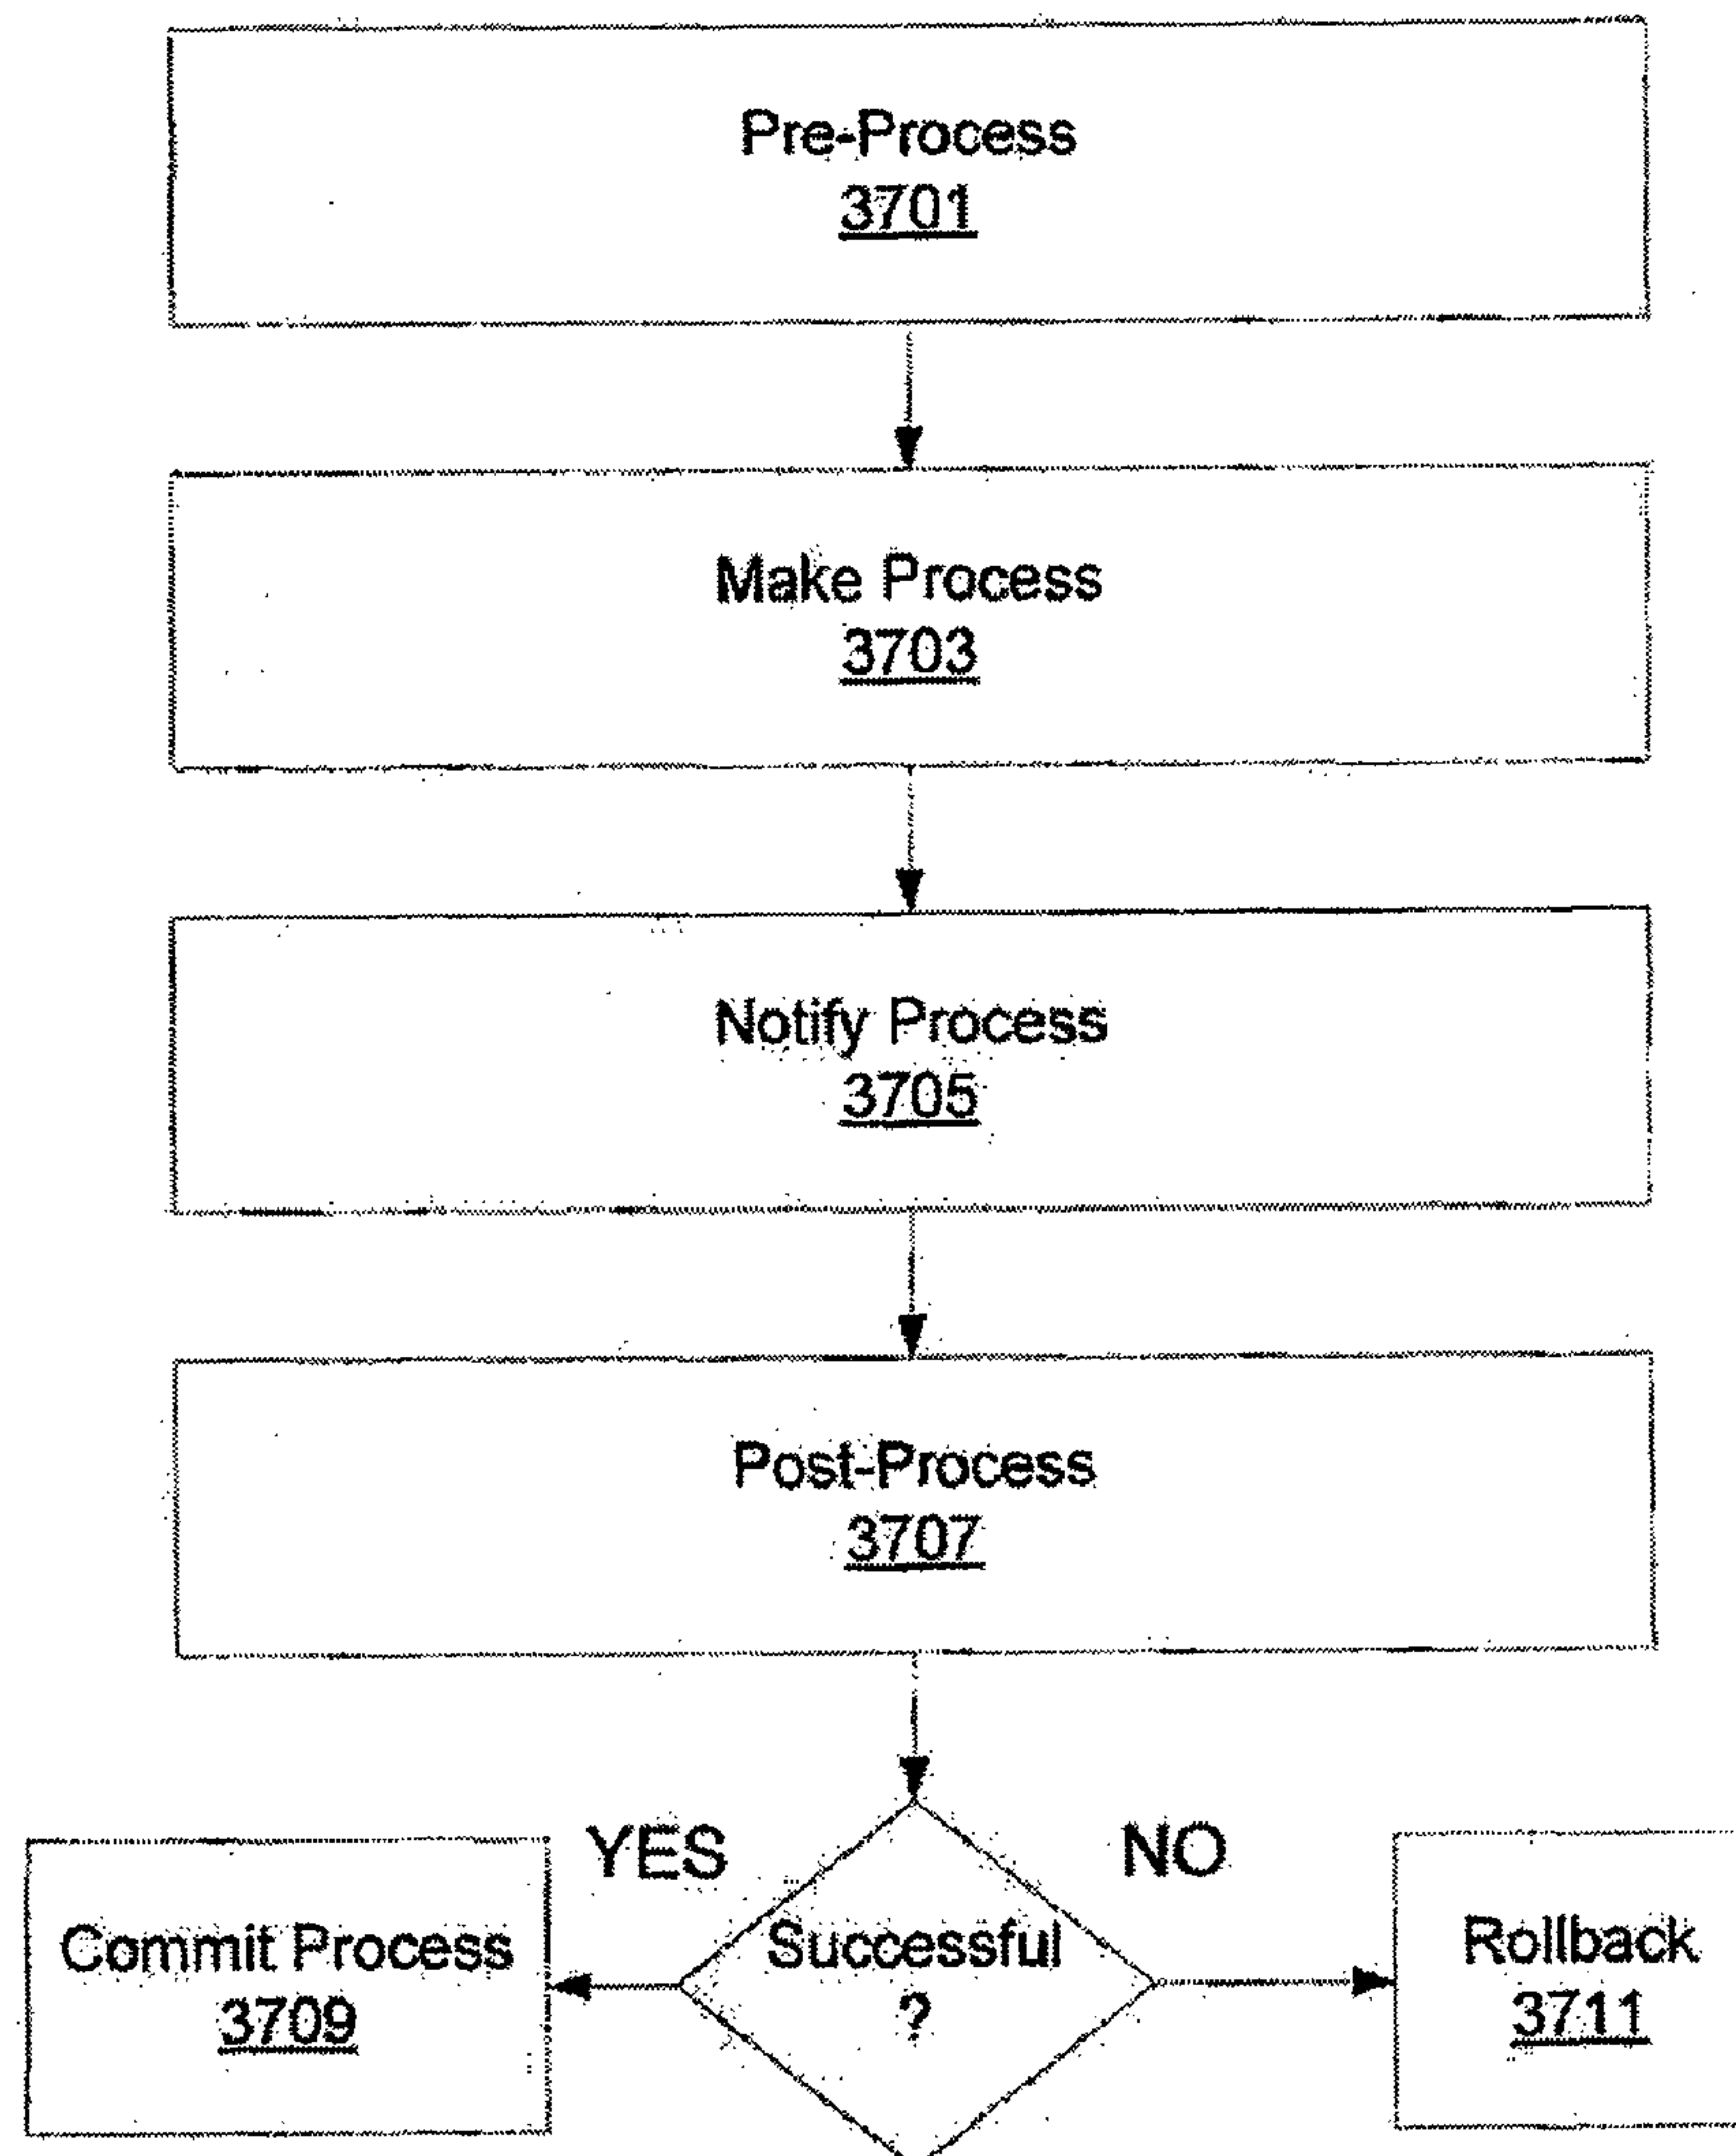 Pre-Process
3701
Make Process
3703
Notify Process
3705
Post-Process
3707
YES
NO
Commit Process
3709
Successful
?
Rollback
3711